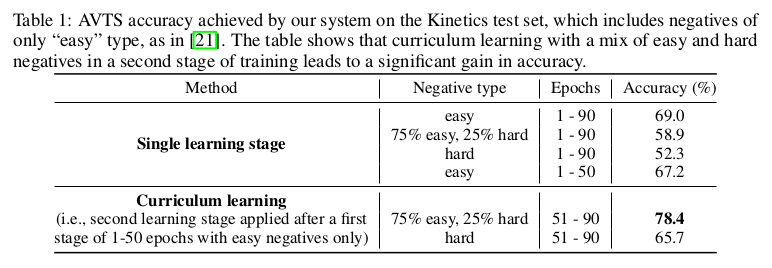 Table 1: AVTS accuracy achieved by our system on the Kinetics test set, which includes negatives of
only “easy” type, as in [21]. The table shows that curriculum learning with a mix of easy and hard
negatives in a second stage of training leads to a significant gain in accuracy.
Method Negative type Epochs Accuracy (%)
Single learning stage
easy 1 - 90 69.0
75% easy, 25% hard 1 - 90 58.9
hard 1 - 90 52.3
easy 1 - 50 67.2
Curriculum learning
(i.e., second learning stage applied after a first 75% easy, 25% hard 51 - 90 78.4
stage of 1-50 epochs with easy negatives only) hard 51 - 90 65.7